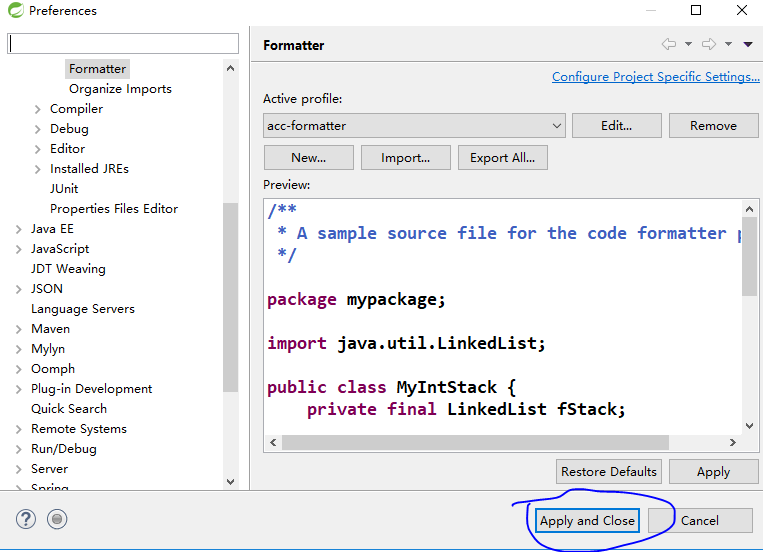 Preferences
Formatter
Organize Imports
Compiler
Debug
Editor
Installed JREs
JUnit
Properties Files Editor
Java EE
JavaScript
JDT Weaving
JSON
Language Servers
Maven
Mylyn
Oomph
Plug-in Development
Quick Search
Remote Systems
Run/Debug
Server
Spring
Formatter
Configure Project Specific Settings...
Active profile:
acc-formatter
Edit...
Remove
New...
Import...
Export All...
Preview:
/**
* A sample source file for the code formatter p
*/
package mypackage;
import java.util.LinkedList;
public class MyIntStack {
private final LinkedList fStack;
Restore Defaults
Apply
?
Apply and Close
Cancel